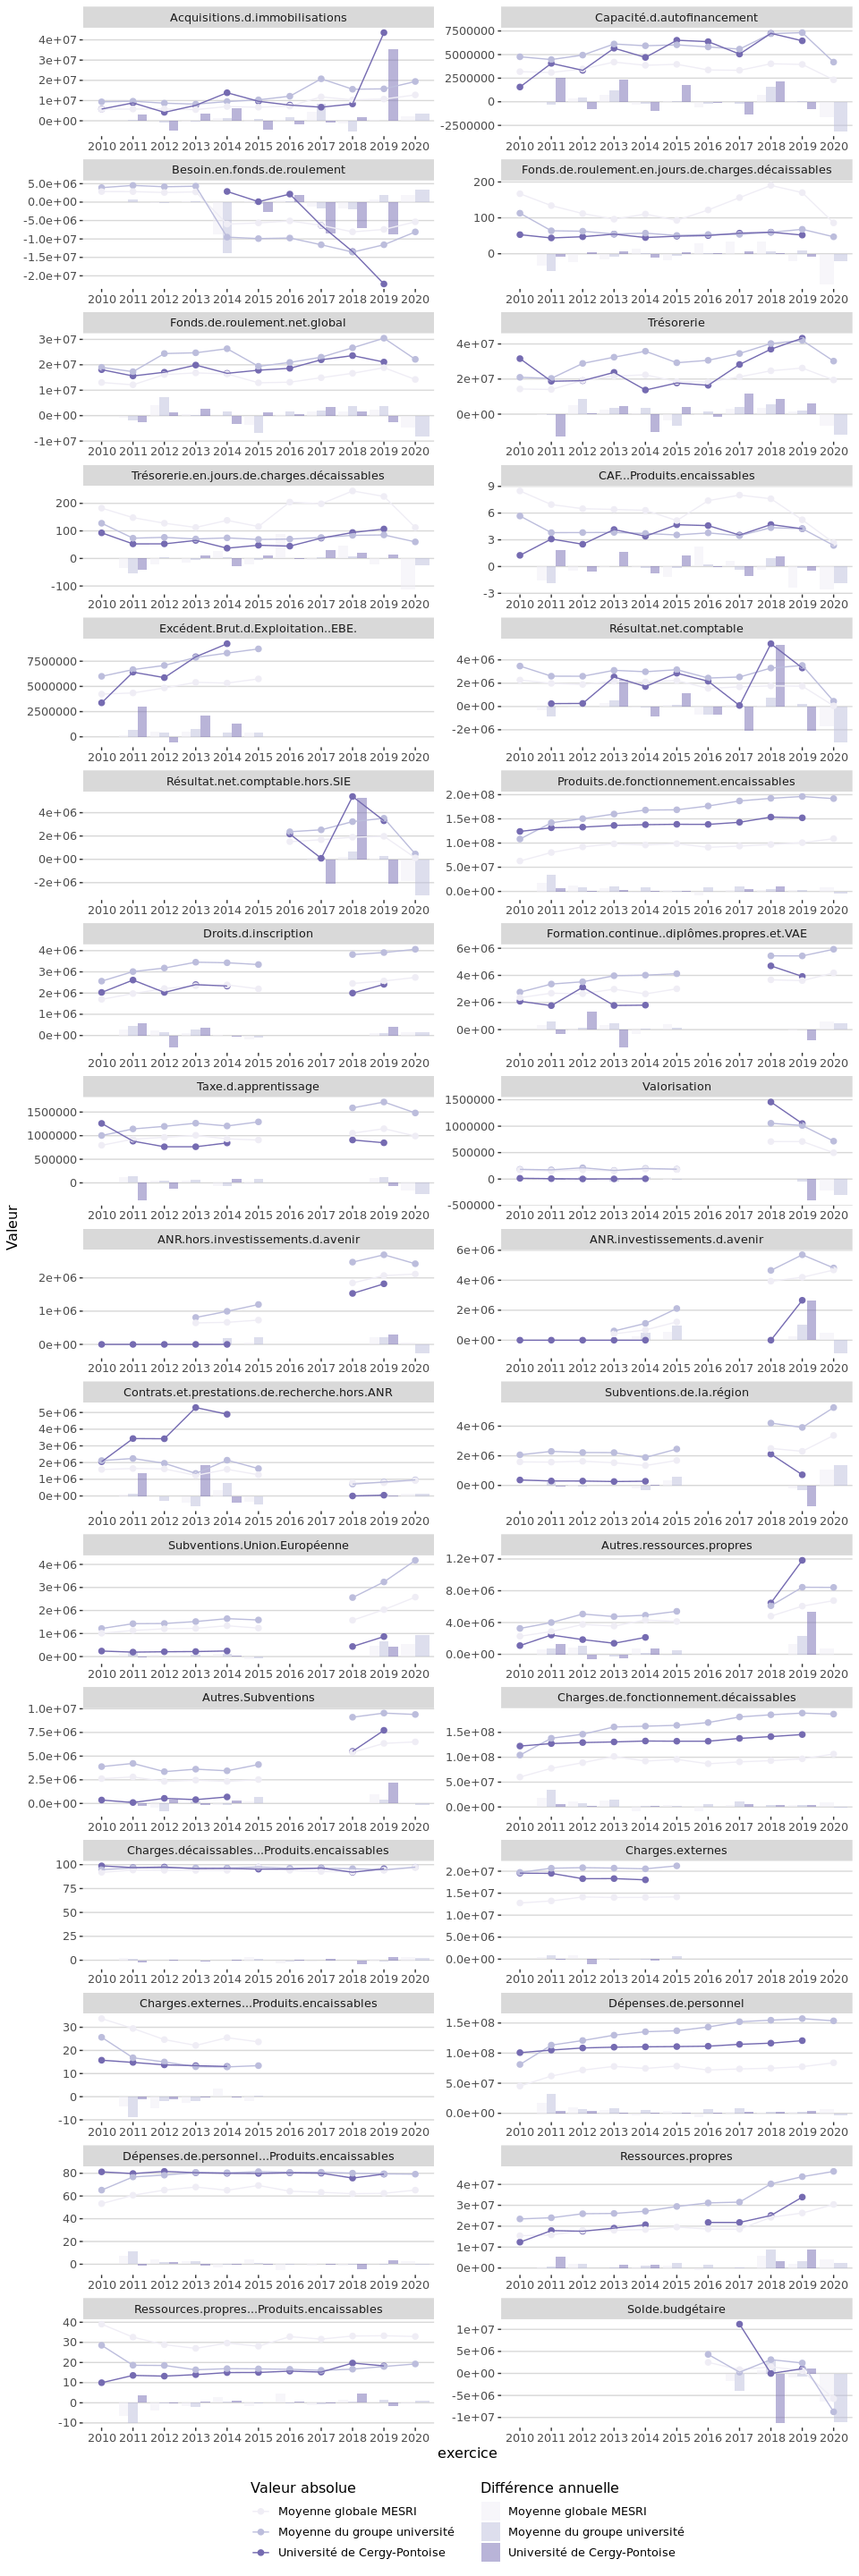 Acquisitions.d.immobilisations
4e+07
3e+07
2e+07
1e+07
0e+00
2010 2011 2012 2013 2014 2015 2016 2017 2018 2019 2020
Capacité.d.autofinancement
7500000
5000000
2500000
0
-2500000
2010 2011 2012 2013 2014 2015 2016 2017 2018 2019 2020
Besoin.en.fonds.de.roulement
5.0e+06
0.0e+00
-5.0e+06
-1.0e+07
-1.5e+07
-2.0e+07
2010 2011 2012 2013 2014 2015 2016 2017 2018 2019 2020
Fonds.de.roulement.en.jours.de.charges.décaissables
200
100
0
2010 2011 2012 2013 2014 2015 2016 2017 2018 2019 2020
Fonds.de.roulement.net.global
3e+07
2e+07
1e+07
0e+00
-1e+07
2010 2011 2012 2013 2014 2015 2016 2017 2018 2019 2020
Trésorerie
4e+07
2e+07
0e+00
2010 2011 2012 2013 2014 2015 2016 2017 2018 2019 2020
Trésorerie.en.jours.de.charges.décaissables
200
100
0
-100
2010 2011 2012 2013 2014 2015 2016 2017 2018 2019 2020
CAF...Produits.encaissables
9
6
3
0
-3
2010 2011 2012 2013 2014 2015 2016 2017 2018 2019 2020
Excédent.Brut.d.Exploitation..EBE.
7500000
5000000
2500000
0
2010 2011 2012 2013 2014 2015 2016 2017 2018 2019 2020
Résultat.net.comptable
4e+06
2e+06
0e+00
-2e+06
2010 2011 2012 2013 2014 2015 2016 2017 2018 2019 2020
Résultat.net.comptable.hors.SIE
4e+06
2e+06
0e+00
-2e+06
2010 2011 2012 2013 2014 2015 2016 2017 2018 2019 2020
Produits.de.fonctionnement.encaissables
2.0e+08
1.5e+08
1.0e+08
5.0e+07
0.0e+00
2010 2011 2012 2013 2014 2015 2016 2017 2018 2019 2020
Droits.d.inscription
4e+06
3e+06
2e+06
1e+06
0e+00
2010 2011 2012 2013 2014 2015 2016 2017 2018 2019 2020
Formation.continue..diplômes.propres.et.VAE
6e+06
4e+06
2e+06
0e+00
2010 2011 2012 2013 2014 2015 2016 2017 2018 2019 2020
Taxe.d.apprentissage
1500000
1000000
500000
0
2010 2011 2012 2013 2014 2015 2016 2017 2018 2019 2020
Valorisation
1500000
1000000
500000
0
-500000
2010 2011 2012 2013 2014 2015 2016 2017 2018 2019 2020
Valeur
ANR.hors.investissements.d.avenir
2e+06
1e+06
0e+00
2010 2011 2012 2013 2014 2015 2016 2017 2018 2019 2020
ANR.investissements.d.avenir
6e+06
4e+06
2e+06
0e+00
2010 2011 2012 2013 2014 2015 2016 2017 2018 2019 2020
Contrats.et.prestations.de.recherche.hors.ANR
5e+06
4e+06
3e+06
2e+06
1e+06
0e+00
2010 2011 2012 2013 2014 2015 2016 2017 2018 2019 2020
Subventions.de.la.région
4e+06
2e+06
0e+00
2010 2011 2012 2013 2014 2015 2016 2017 2018 2019 2020
Subventions.Union.Européenne
4e+06
3e+06
2e+06
1e+06
0e+00
2010 2011 2012 2013 2014 2015 2016 2017 2018 2019 2020
Autres.ressources.propres
1.2e+07
8.0e+06
4.0e+06
0.0e+00
2010 2011 2012 2013 2014 2015 2016 2017 2018 2019 2020
Autres.Subventions
1.0e+07
7.5e+06
5.0e+06
2.5e+06
0.0e+00
2010 2011 2012 2013 2014 2015 2016 2017 2018 2019 2020
Charges.de.fonctionnement.décaissables
1.5e+08
1.0e+08
5.0e+07
0.0e+00
2010 2011 2012 2013 2014 2015 2016 2017 2018 2019 2020
Charges.décaissables...Produits.encaissables
100
75
50
25
0
2010 2011 2012 2013 2014 2015 2016 2017 2018 2019 2020
Charges.externes
2.0e+07
1.5e+07
1.0e+07
5.0e+06
0.0e+00
2010 2011 2012 2013 2014 2015 2016 2017 2018 2019 2020
Charges.externes...Produits.encaissables
30
20
10
0
-10
2010 2011 2012 2013 2014 2015 2016 2017 2018 2019 2020
Dépenses.de.personnel
1.5e+08
1.0e+08
5.0e+07
0.0e+00
2010 2011 2012 2013 2014 2015 2016 2017 2018 2019 2020
Dépenses.de.personnel...Produits.encaissables
80
60
40
20
0
2010 2011 2012 2013 2014 2015 2016 2017 2018 2019 2020
Ressources.propres
4e+07
3e+07
2e+07
1e+07
0e+00
2010 2011 2012 2013 2014 2015 2016 2017 2018 2019 2020
Ressources.propres...Produits.encaissables
40
30
20
10
0
-10
2010 2011 2012 2013 2014 2015 2016 2017 2018 2019 2020
Solde.budgétaire
1e+07
5e+06
0e+00
-5e+06
-1e+07
2010 2011 2012 2013 2014 2015 2016 2017 2018 2019 2020
exercice
Valeur absolue
Moyenne globale MESRI
Moyenne du groupe université
Université de Cergy-Pontoise
Différence annuelle
Moyenne globale MESRI
Moyenne du groupe université
Université de Cergy-Pontoise